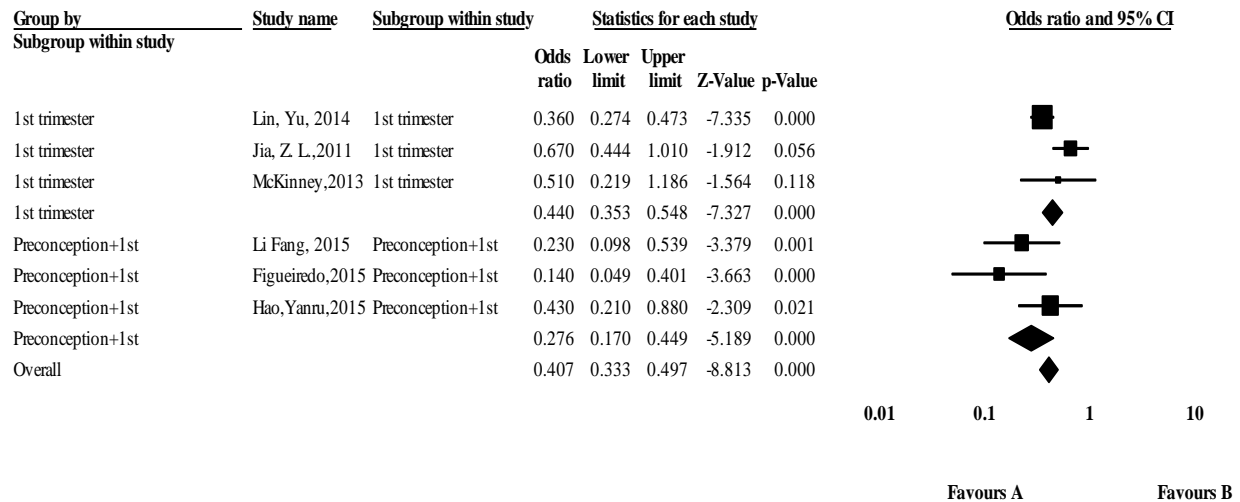 Group by Study name Subgroup within study Statistics for each study Odds ratio and 95% CI
Subgroup within study
Odds Lower Upper
ratio limit limit Z-Value p-Value
1st trimester Lin, Yu, 2014 1st trimester 0.360 0.274 0.473 -7.335 0.000
1st trimester Jia, Z. L.,2011 1st trimester 0.670 0.444 1.010 -1.912 0.056
1st trimester McKinney,2013 1st trimester 0.510 0.219 1.186 -1.564 0.118
1st trimester 0.440 0.353 0.548 -7.327 0.000
Preconception+1st Li Fang, 2015 Preconception+1st 0.230 0.098 0.539 -3.379 0.001
Preconception+1st Figueiredo,2015 Preconception+1st 0.140 0.049 0.401 -3.663 0.000
Preconception+1st Hao,Yanru,2015 Preconception+1st 0.430 0.210 0.880 -2.309 0.021
Preconception+1st 0.276 0.170 0.449 -5.189 0.000
Overall 0.407 0.333 0.497 -8.813 0.000
0.01 0.1 1 10
Favours A Favours B